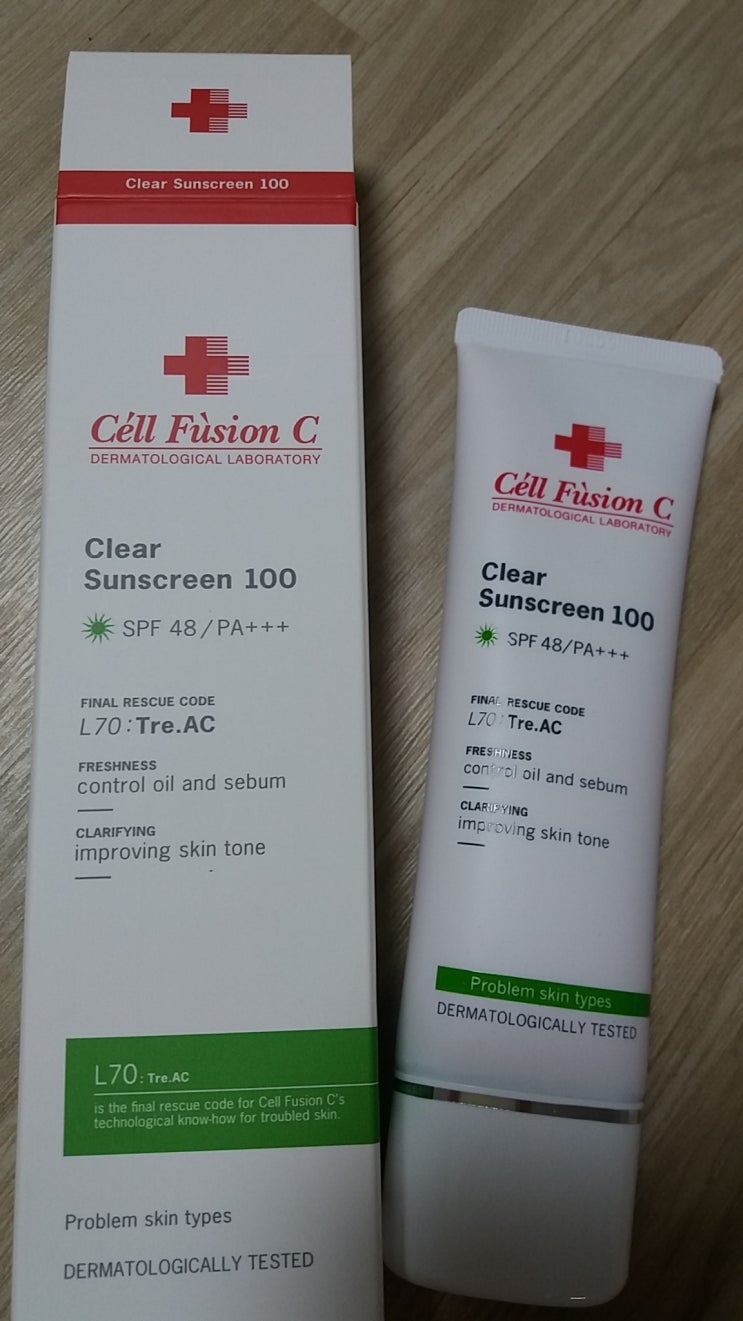 Clear Sunscreen 100
Céll Fùsion C
DERMATOLOGICAL LABORATORY
Clear
Sunscreen 100
SPF 48/PA+++
FINAL RESCUE CODE
L70:Tre.AC
FRESHNESS
control oil and sebum
CLARIFYING
improving skin tone
L70: Tre.AC
is the final rescue code for Cell Fusion C's
technological know-how for troubled skin.
Problem skin types
DERMATOLOGICALLY TESTED
Céll Fùsion C
DERMATOLOGICAL LABORATORY
Clear
Sunscreen 100
SPF 48/PA+++
FINAL RESCUE CODE
L70:Tre.AC
FRESHNESS
control oil and sebum
CLARIFYING
improving skin tone
Problem skin types
DERMATOLOGICALLY TESTED